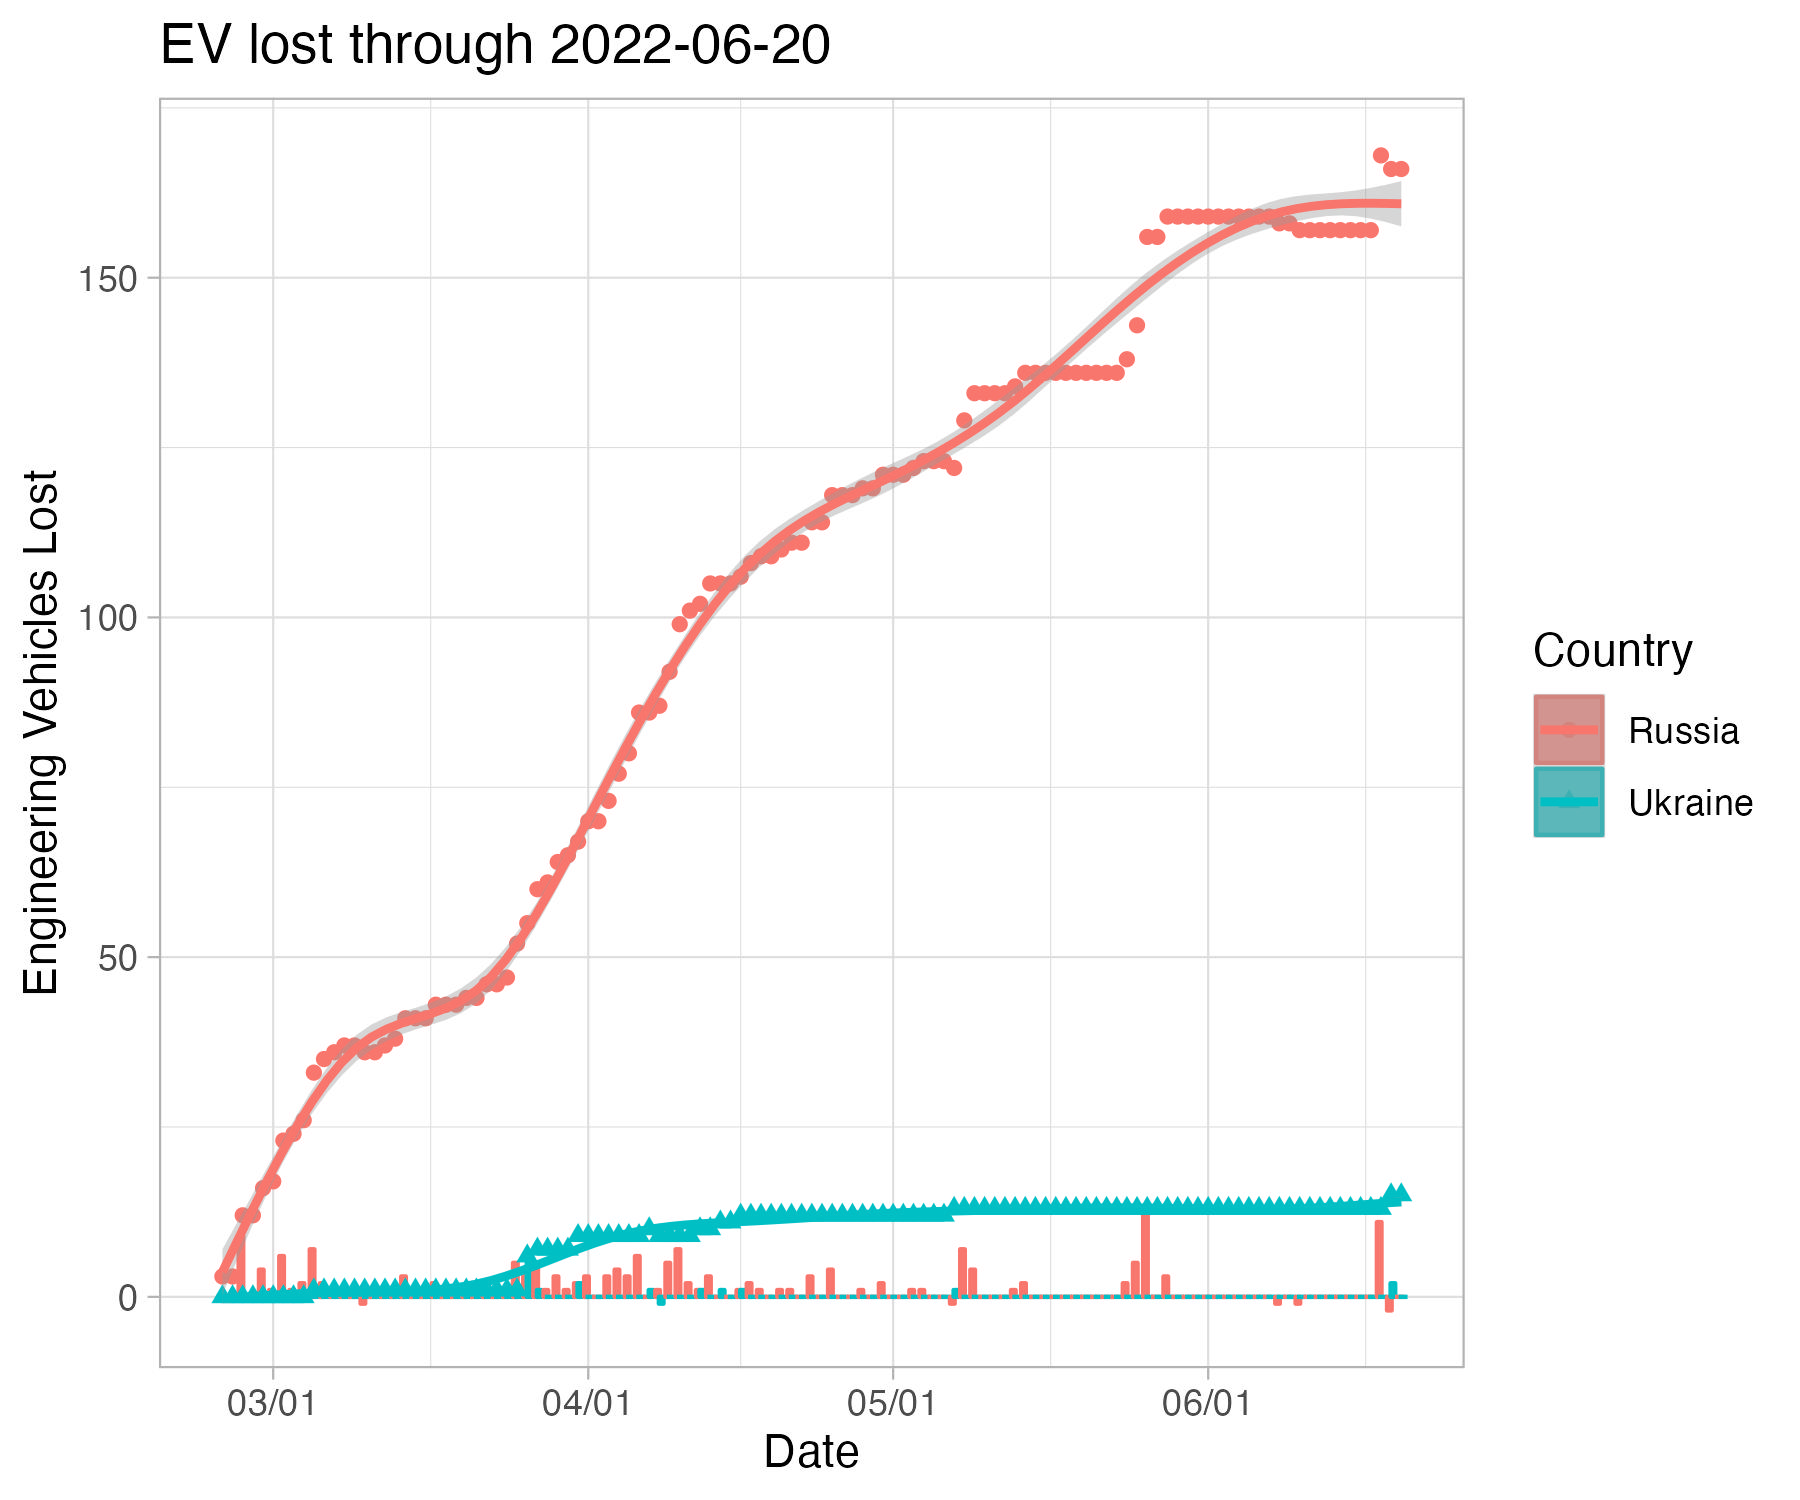 EV lost through 2022-06-20
Engineering Vehicles Lost
150
100
50
0
03/01
04/01
05/01
06/01
Date
Country
Russia
Ukraine